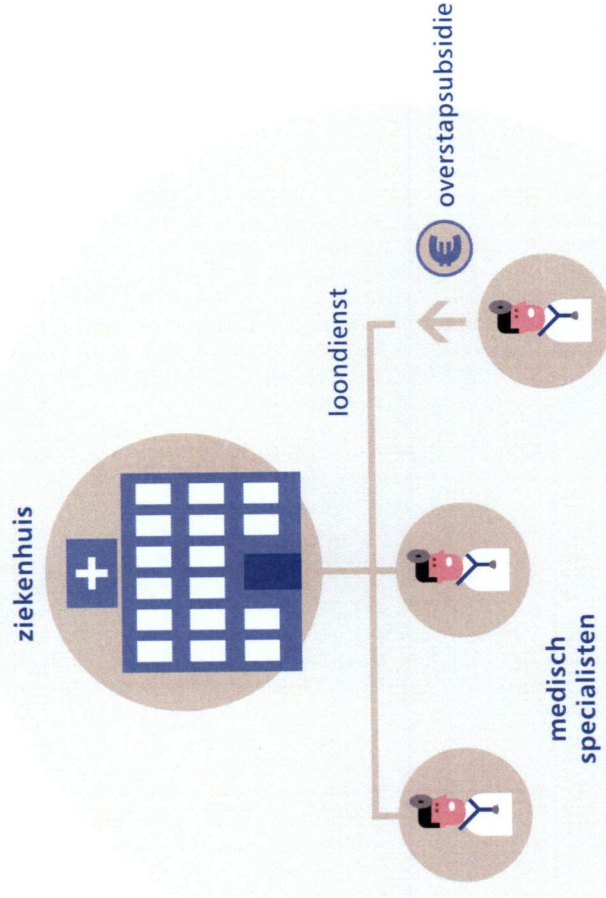 ziekenhuis
loondienst
€ overstapsubsidie
medisch
specialisten